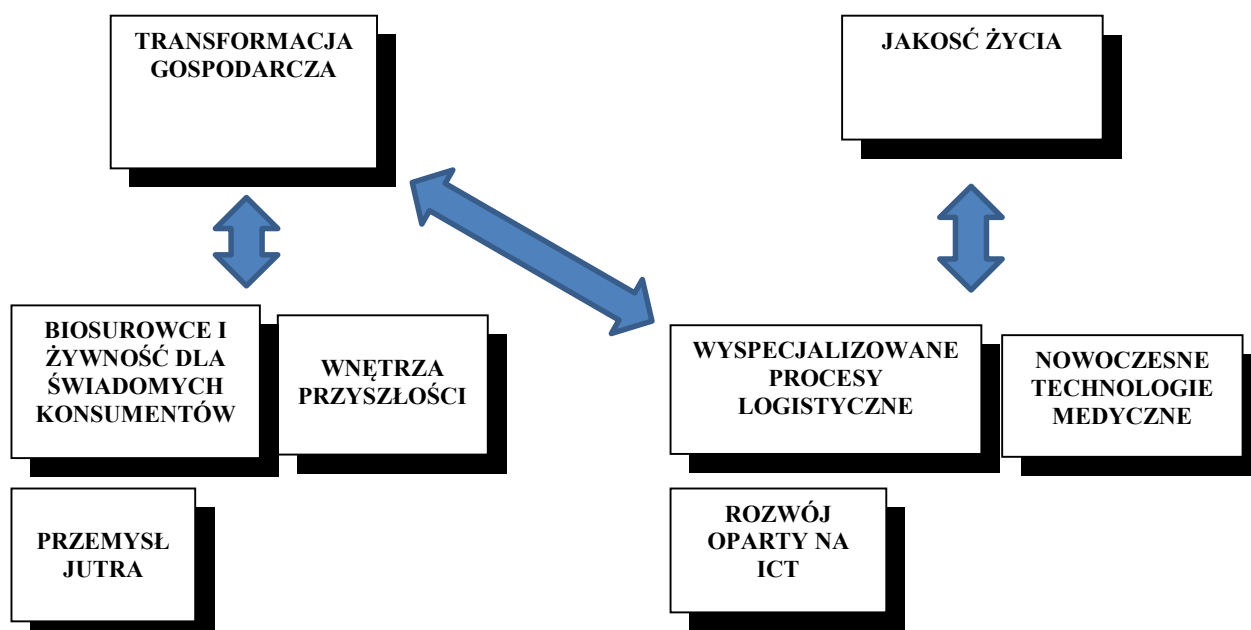 TRANSFORMACJA
GOSPODARCZA
JAKOSĆ ŻYCIA
BIOSUROWCE I
ŻYWNOŚĆ DLA
ŚWIADOMYCH
KONSUMENTÓW
WNĘTRZA
PRZYSZŁOŚCI
WYSPECJALIZOWANE
PROCESY
LOGISTYCZNE
NOWOCZESNE
TECHNOLOGIE
MEDYCZNE
PRZEMYSŁ
JUTRA
ROZWÓJ
OPARTY NA
ICT